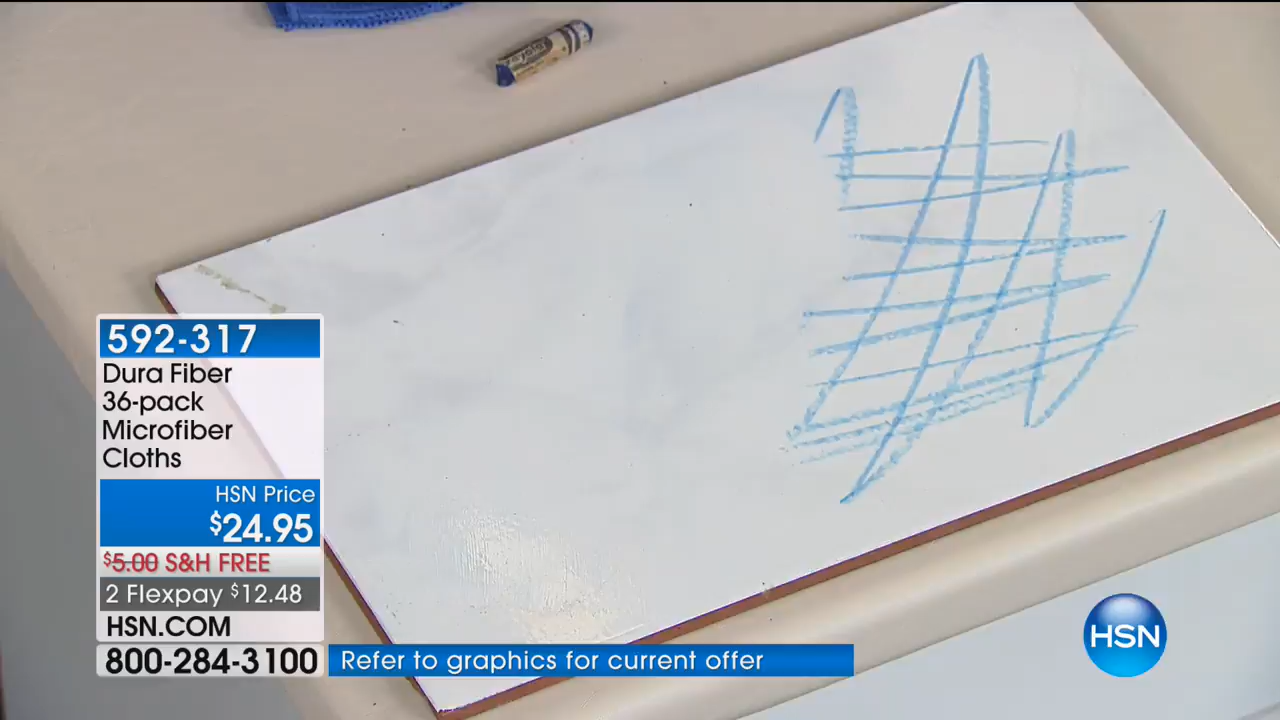 592-317
Dura Fiber
36-pack
Microfiber
Cloths
HSN Price
$24.95
$5.00 S&H FREE
2 Flexpay $12.48
HSN.COM
800-284-3100
Refer to graphics for current offer
HSN